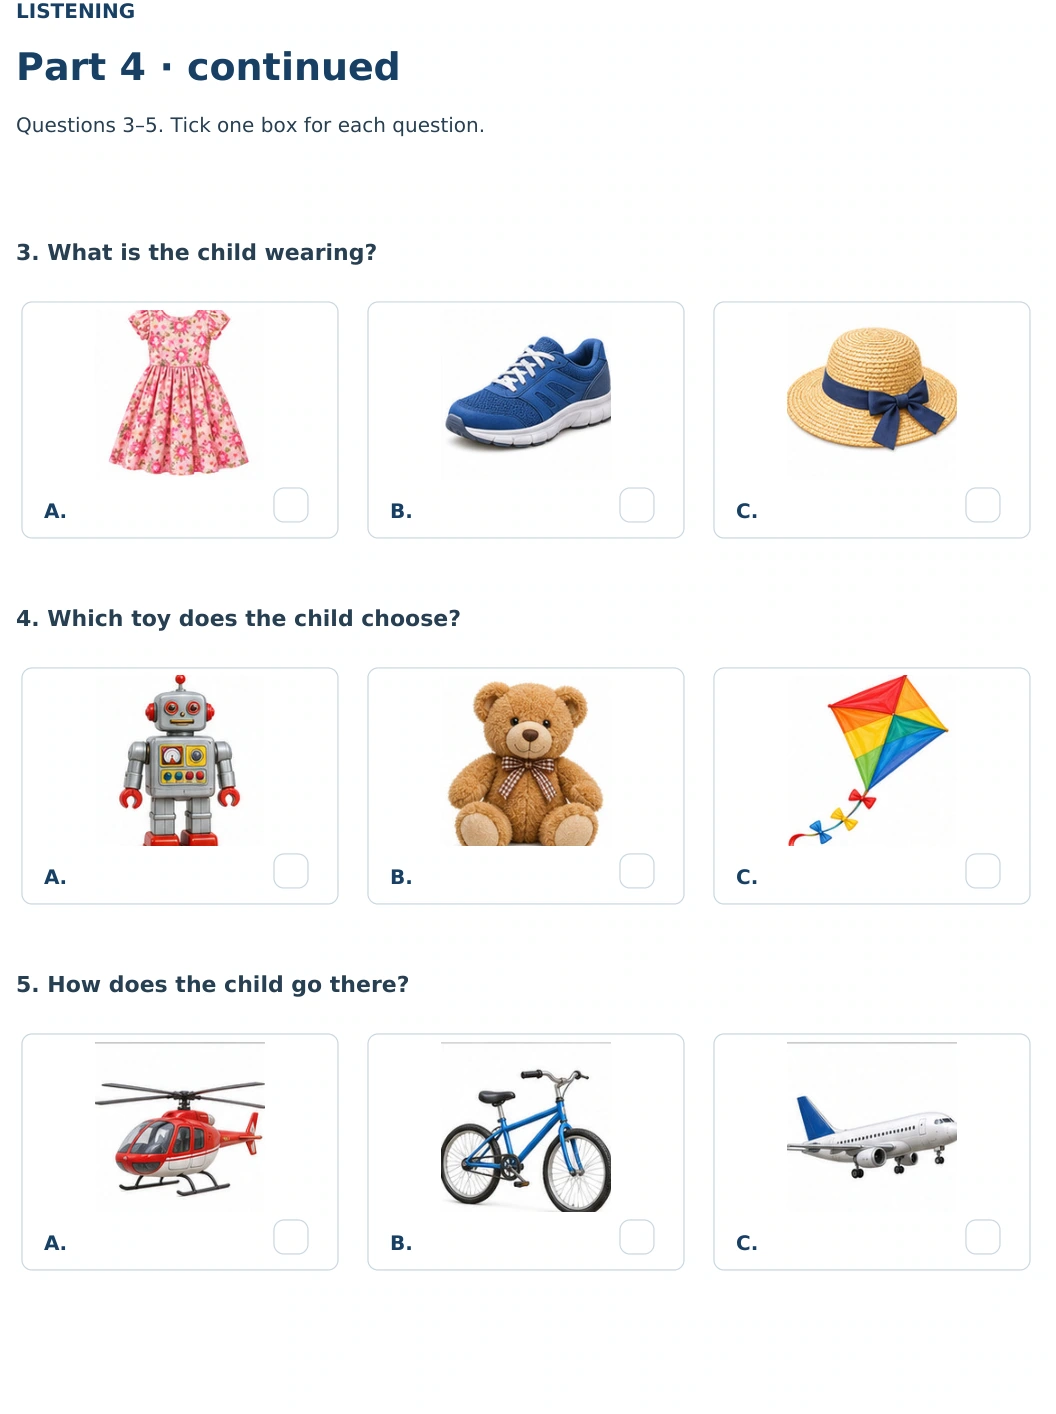 LISTENING
Part 4 · continued
Questions 3–5. Tick one box for each question.
3. What is the child wearing?
A.
B.
C.
4. Which toy does the child choose?
A.
B.
C.
5. How does the child go there?
A.
B.
C.